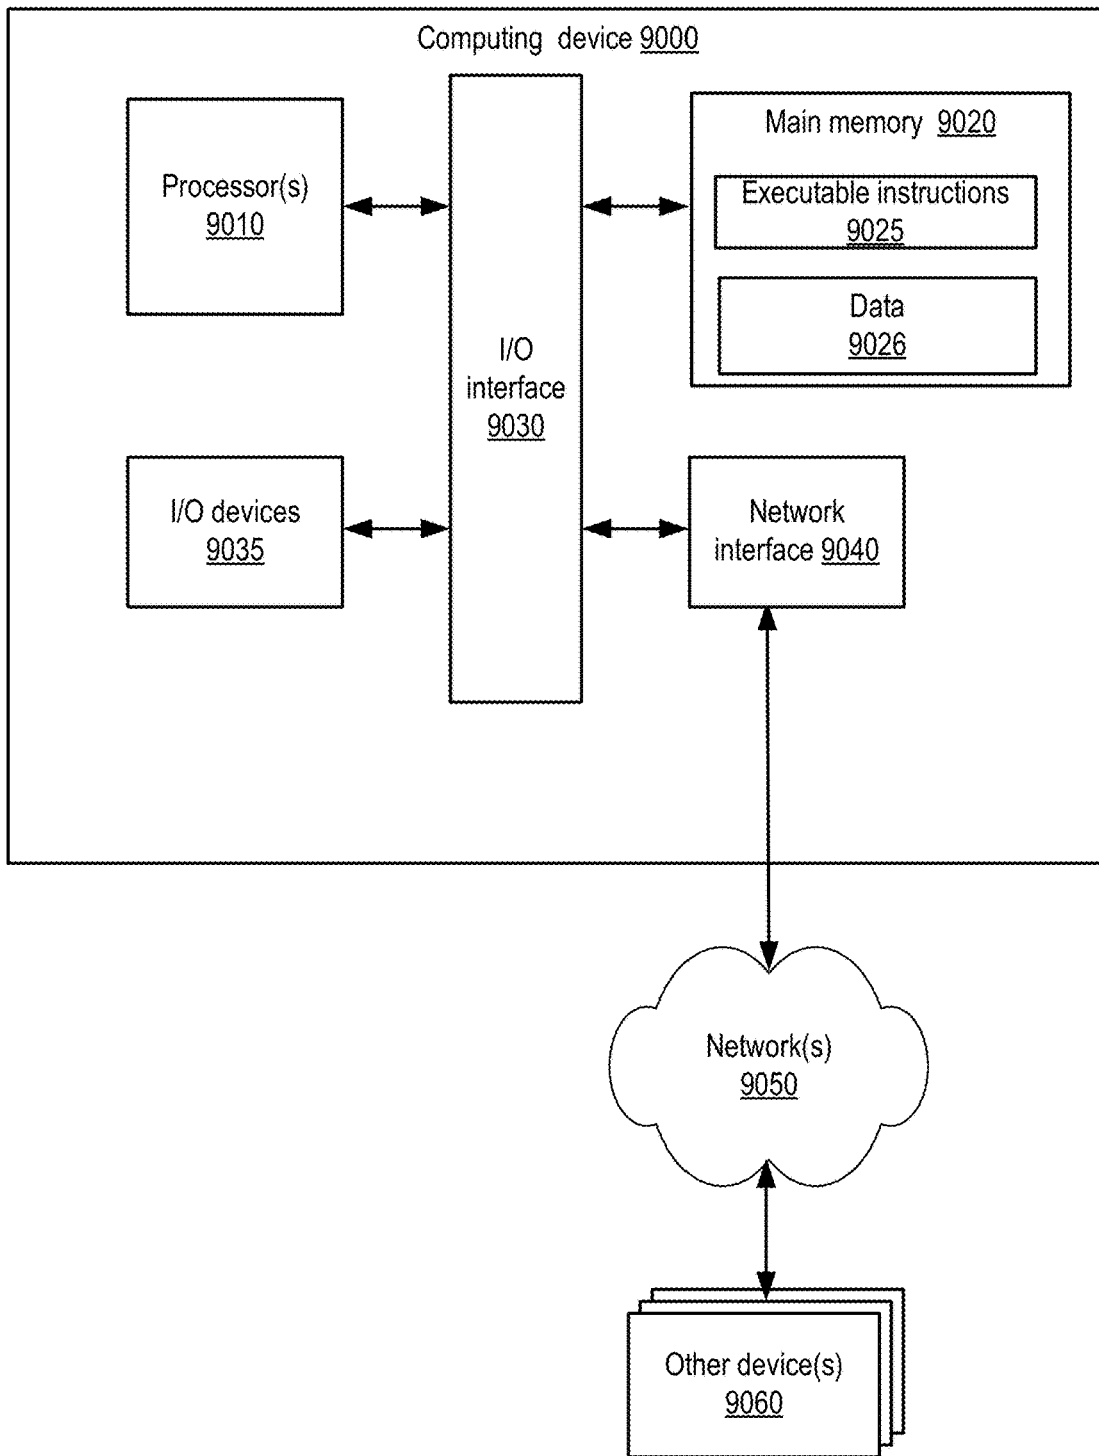 Computing device 9000
Processor(s)
9010
I/O
interface
9030
Main memory 9020
Executable instructions
9025
Data
9026
I/O devices
9035
Network
interface 9040
Network(s)
9050
Other device(s)
9060